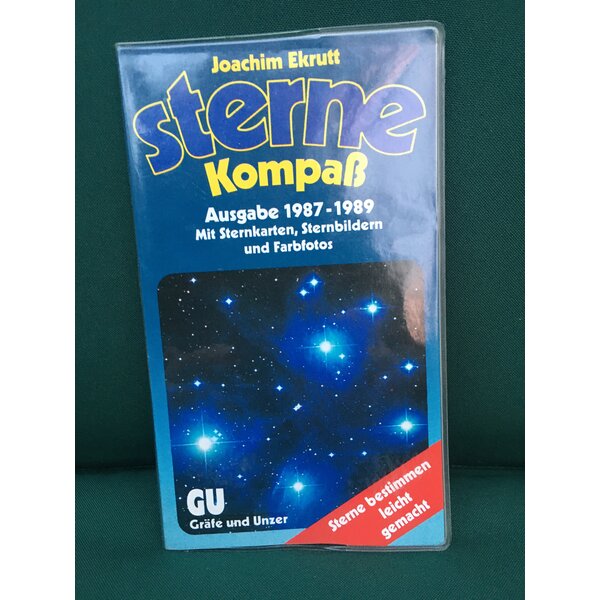 Joachim Ekrutt
sterne
Kompaß
Ausgabe 1987-1989
Mit Sternkarten, Sternbildern
und Farbfotos
GU
Gräfe und Unzer
Sterne bestimmen
leicht
gemacht